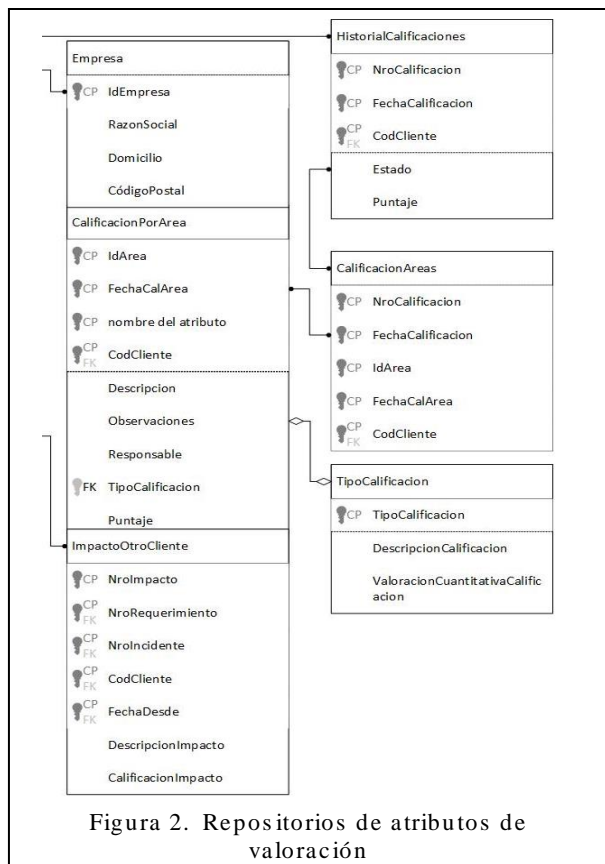 Empresa
CP IdEmpresa
RazonSocial
Domicilio
CódigoPostal
CalificacionPorArea
CP IdArea
CP FechaCalArea
CP nombre del atributo
CP
FK CodCliente
Descripcion
Observaciones
Responsable
FK TipoCalificacion
Puntaje
ImpactoOtroCliente
CP NroImpacto
CP
FK NroRequerimiento
CP
FK NroIncidente
CP
FK CodCliente
CP
FK FechaDesde
DescripcionImpacto
CalificacionImpacto
HistorialCalificaciones
CP NroCalificacion
CP FechaCalificacion
CP
FK CodCliente
Estado
Puntaje
CalificacionAreas
CP NroCalificacion
CP FechaCalificacion
CP IdArea
CP FechaCalArea
CP
FK CodCliente
TipoCalificacion
CP TipoCalificacion
DescripcionCalificacion
ValoracionCuantitativaCalific
acion
Figura 2. Repositorios de atributos de
valoración